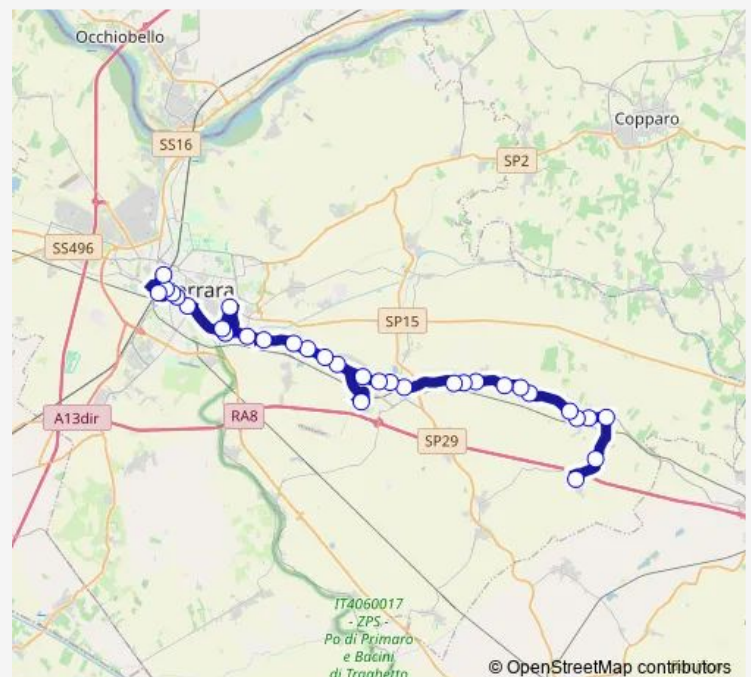 Occhiobello
Copparo
SS16
SP2
SS496
errara
SP15
A13dir
RA8
SP29
IT4060017
- ZPS -
Po di Primaro
e Bacini
di Traghetto
© OpenStreetMap contributors